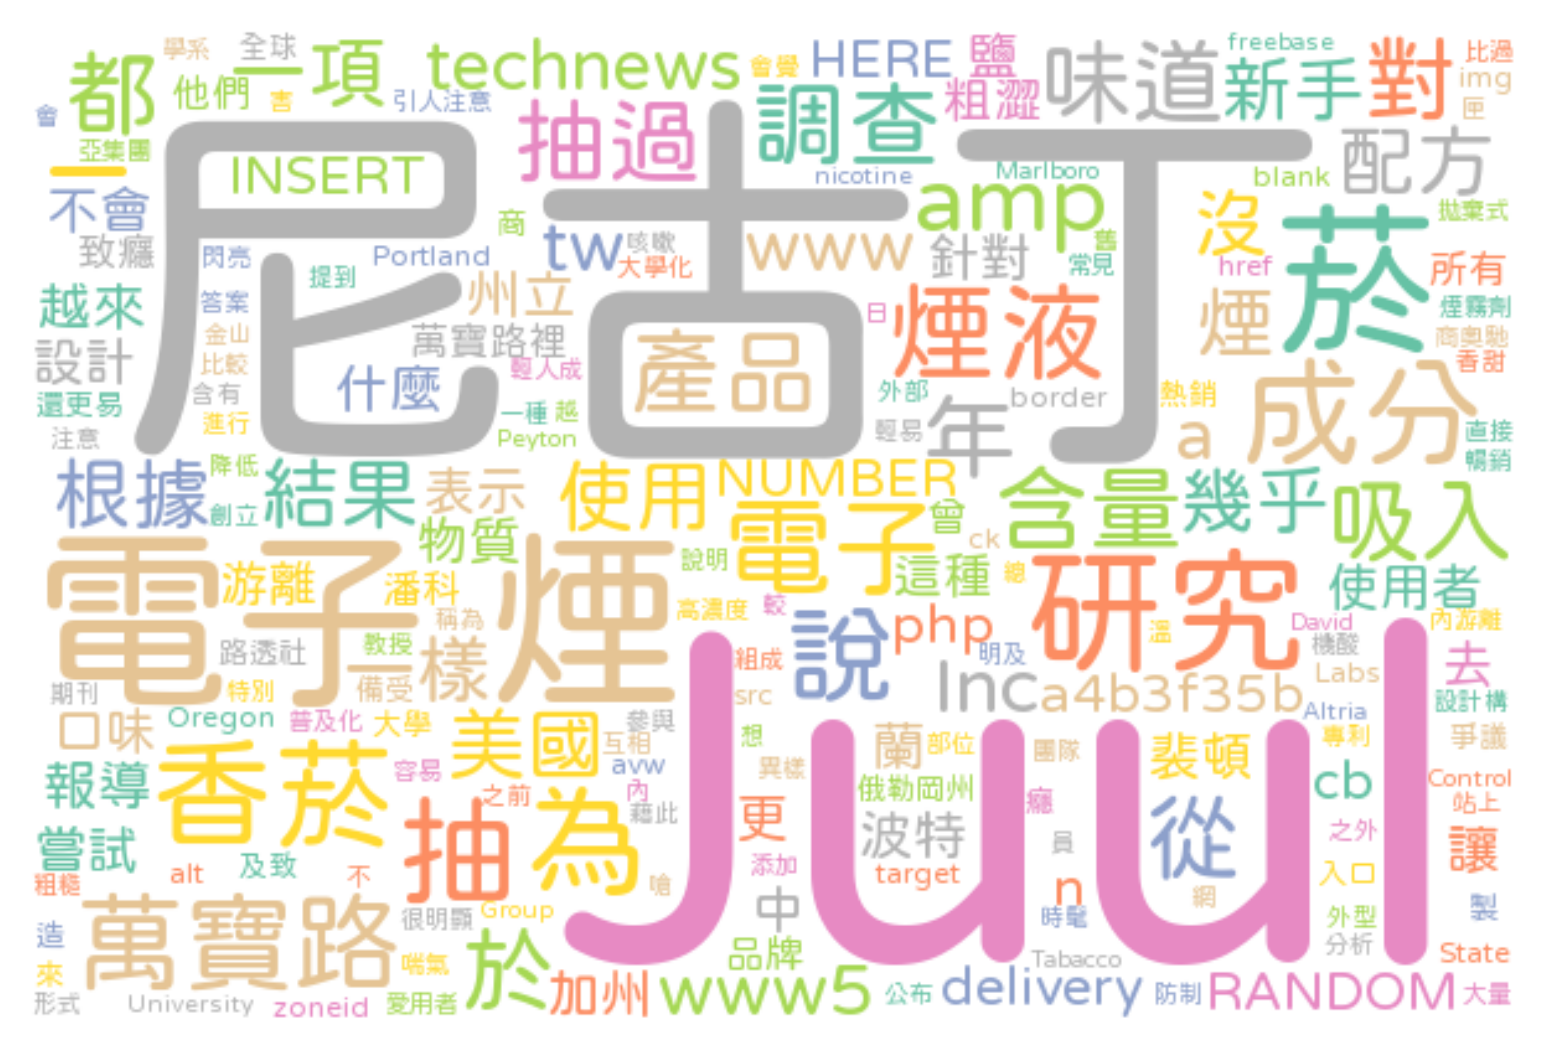 學系 全球 一項 technews 會覺 HERE 鹽 味道 freebase 比過
都 他們 害 引人注意 抽過 調查 粗澀 新手 對 img
會 亞集團 匣
一 INSERT nicotine Marlboro blank 配方
不會 商 amp 沒 拋棄式
致癮 閃亮 Portland tw 咳嗽 大學化 www 針對 舊 常見 href 菸 所有
尼古丁
越來 答案 提到 州立 日 煙液 煙 煙霧劑
金山 萬寶路裡 產品 商奧馳
設計 比較 輕人成 香甜
還更易 含有 什麼 外部 border 熱銷 成分
注意 進行 一種 越 Peyton 輕易 年 a 直接
根據 降低 結果 表示 使用 NUMBER 含量 幾乎 吸入 暢銷
創立 物質 電子 曾 ck
電子煙 游離 潘科 說明 這種 總 研究 使用者
稱為 高濃度 較 說 php 溫 David 內游離
路透社 教授 一樣 組成 明及 機酸 去
期刊 特別 備受 src Inc a4b3f35b Labs 設計構
口味 Oregon 普及化 大學 美國 參與 想 蘭 部位 團隊 Altria 專利 爭議
香菸 互相 裴頓
報導 容易 avw 異樣 俄勒岡州 癮 cb Control
之前 為 內 藉此 更 波特 從 站上
嘗試 抽 員 之外 讓
粗糙 alt 及致 不 嗆 添加 target n 網 入口
Juul
萬寶路 很明顯 Group 中 時髦 外型 製
造 於 品牌 分析
來 喘氣 Tabacco State
形式 University zoneid 愛用者 加州 www5 公布 delivery 防制 RANDOM 大量